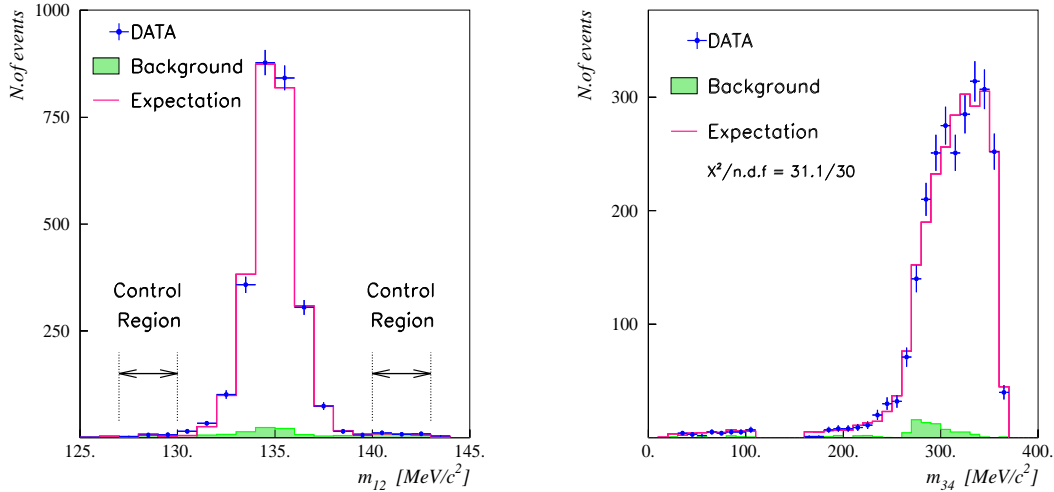 N.of events
1000
750
500
250
DATA
Background
Expectation
Control
Region
Control
Region
125.
130.
135.
140.
145.
m12 [MeV/c²]
N.of events
300
200
100
DATA
Background
Expectation
X²/n.d.f = 31.1/30
0.
100.
200.
300.
400.
m34 [MeV/c²]